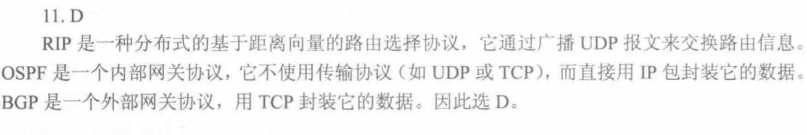 11. D
RIP 是一种分布式的基于距离向量的路由选择协议，它通过广播 UDP 报文来交换路由信息。
OSPF 是一个内部网关协议，它不使用传输协议（如 UDP 或 TCP），而直接用 IP 包封装它的数据。
BGP 是一个外部网关协议，用 TCP 封装它的数据。因此选 D。